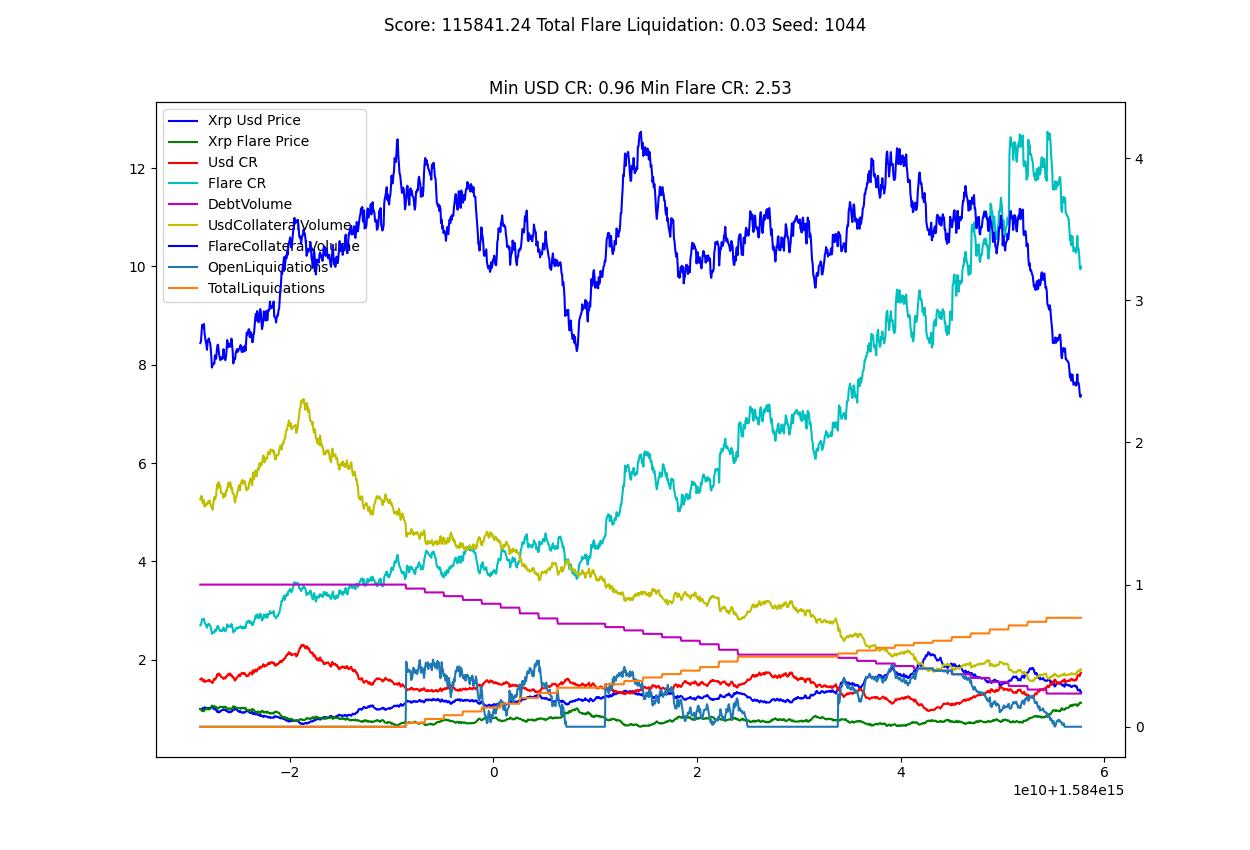 Score: 115841.24 Total Flare Liquidation: 0.03 Seed: 1044
Min USD CR: 0.96 Min Flare CR: 2.53
Xrp Usd Price
Xrp Flare Price
Usd CR
Flare CR
DebtVolume
UsdCollateralVolume
FlareCollateralVolume
OpenLiquidations
TotalLiquidations
12
10
8
6
4
2
4
3
2
1
0
−2
0
2
4
6
1e10+1.584e15